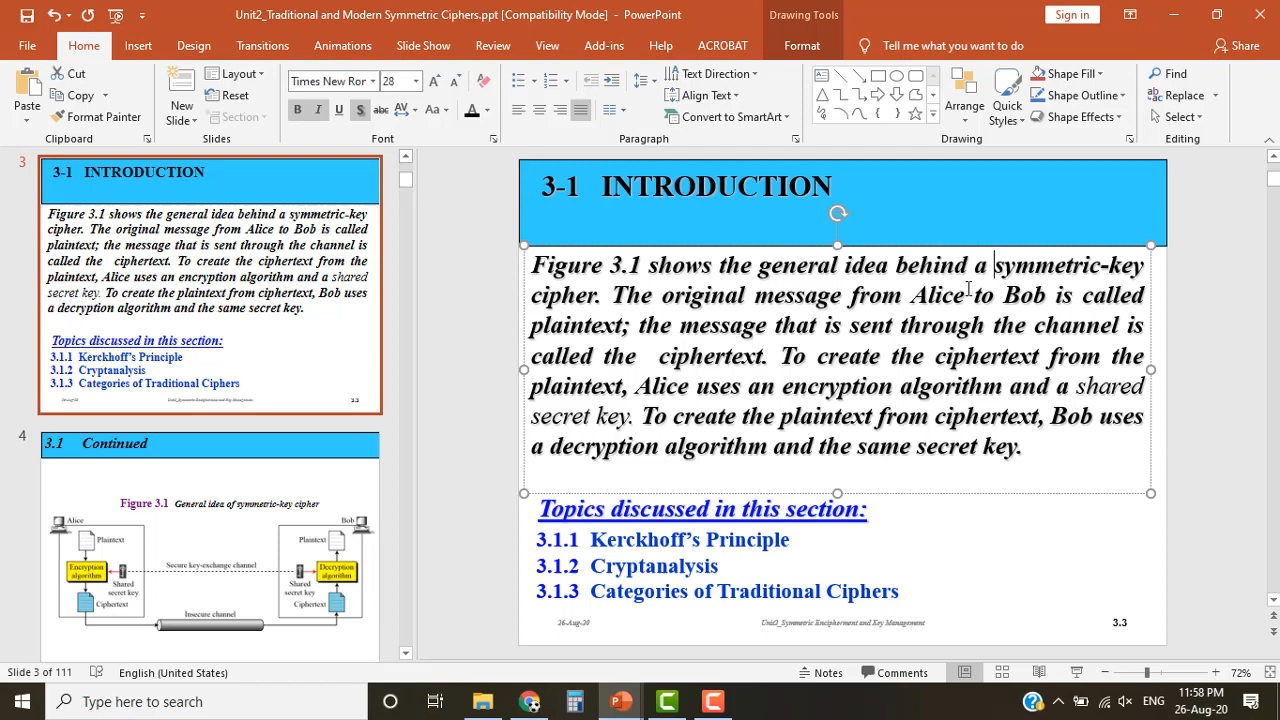 Unit2_Traditional and Modern Symmetric Ciphers.ppt [Compatibility Mode] - PowerPoint
Drawing Tools
Sign in
File Home Insert Design Transitions Animations Slide Show Review View Add-ins Help ACROBAT Format Tell me what you want to do Share
Paste
Cut
Copy
Format Painter
Clipboard
New Slide
Layout
Reset
Section
Slides
Times New Ror 28
B I U S abc AV Aa A
Font
Paragraph
Text Direction
Align Text
Convert to SmartArt
Arrange
Quick Styles
Shape Fill
Shape Outline
Shape Effects
Drawing
Find
Replace
Select
Editing
3
3-1 INTRODUCTION
Figure 3.1 shows the general idea behind a symmetric-key
cipher. The original message from Alice to Bob is called
plaintext; the message that is sent through the channel is
called the ciphertext. To create the ciphertext from the
plaintext, Alice uses an encryption algorithm and a shared
secret key. To create the plaintext from ciphertext, Bob uses
a decryption algorithm and the same secret key.
Topics discussed in this section:
3.1.1 Kerckhoff's Principle
3.1.2 Cryptanalysis
3.1.3 Categories of Traditional Ciphers
4
3.1 Continued
Figure 3.1 General idea of symmetric-key cipher
Alice
Bob
Plaintext
Plaintext
Encryption algorithm
Secure key-exchange channel
Decryption algorithm
Shared secret key
Shared secret key
Ciphertext
Ciphertext
Insecure channel
3-1 INTRODUCTION
Figure 3.1 shows the general idea behind a symmetric-key
cipher. The original message from Alice to Bob is called
plaintext; the message that is sent through the channel is
called the ciphertext. To create the ciphertext from the
plaintext, Alice uses an encryption algorithm and a shared
secret key. To create the plaintext from ciphertext, Bob uses
a decryption algorithm and the same secret key.
Topics discussed in this section:
3.1.1 Kerckhoff's Principle
3.1.2 Cryptanalysis
3.1.3 Categories of Traditional Ciphers
26-Aug-20 Unit2_Symmetric Encipherment and Key Management 3.3
Slide 3 of 111 English (United States) Notes Comments 72%
Type here to search
ENG
11:58 PM
26-Aug-20